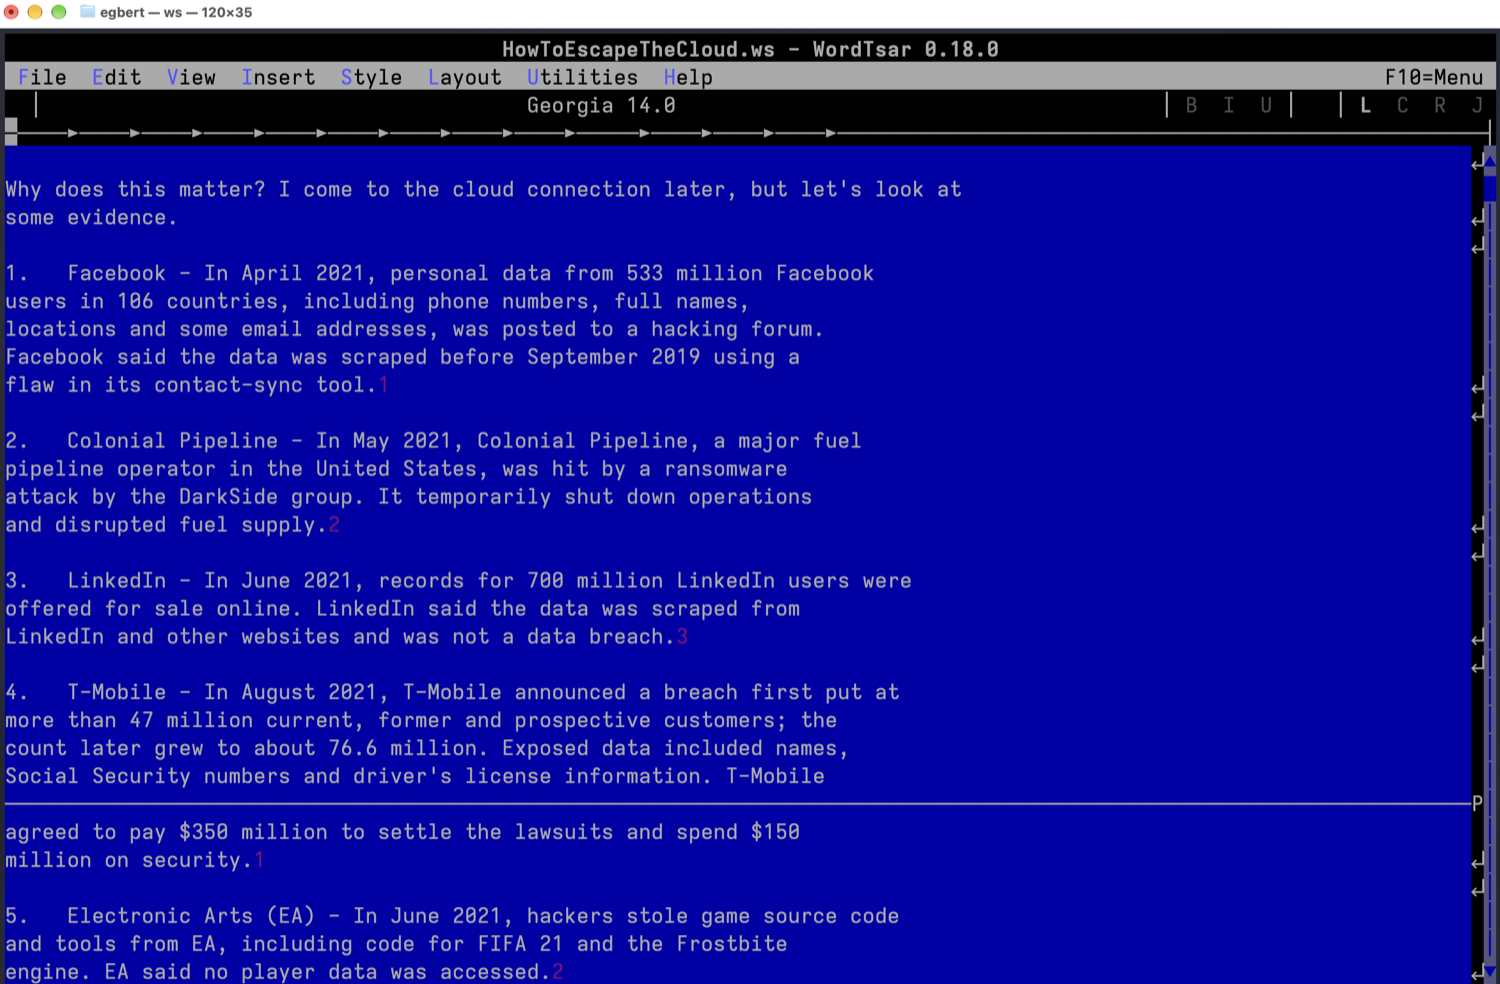 egbert — ws — 120×35
HowToEscapeTheCloud.ws - WordTsar 0.18.0
File Edit View Insert Style Layout Utilities Help F10=Menu
Georgia 14.0 B I U L C R J
Why does this matter? I come to the cloud connection later, but let's look at
some evidence.
1. Facebook - In April 2021, personal data from 533 million Facebook
users in 106 countries, including phone numbers, full names,
locations and some email addresses, was posted to a hacking forum.
Facebook said the data was scraped before September 2019 using a
flaw in its contact-sync tool.1
2. Colonial Pipeline - In May 2021, Colonial Pipeline, a major fuel
pipeline operator in the United States, was hit by a ransomware
attack by the DarkSide group. It temporarily shut down operations
and disrupted fuel supply.2
3. LinkedIn - In June 2021, records for 700 million LinkedIn users were
offered for sale online. LinkedIn said the data was scraped from
LinkedIn and other websites and was not a data breach.3
4. T-Mobile - In August 2021, T-Mobile announced a breach first put at
more than 47 million current, former and prospective customers; the
count later grew to about 76.6 million. Exposed data included names,
Social Security numbers and driver's license information. T-Mobile
P
agreed to pay $350 million to settle the lawsuits and spend $150
million on security.1
5. Electronic Arts (EA) - In June 2021, hackers stole game source code
and tools from EA, including code for FIFA 21 and the Frostbite
engine. EA said no player data was accessed.2